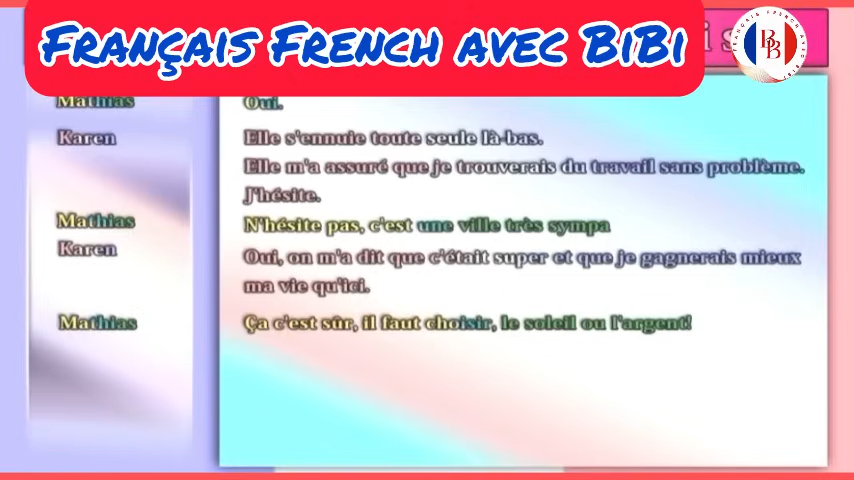 Français French avec BiBi
Mathias Oui.
Karen Elle s'ennuie toute seule là-bas.
Elle m'a assuré que je trouverais du travail sans problème.
J'hésite.
Mathias N'hésite pas, c'est une ville très sympa
Karen Oui, on m'a dit que c'était super et que je gagnerais mieux
ma vie qu'ici.
Mathias Ça c'est sûr, il faut choisir, le soleil ou l'argent!